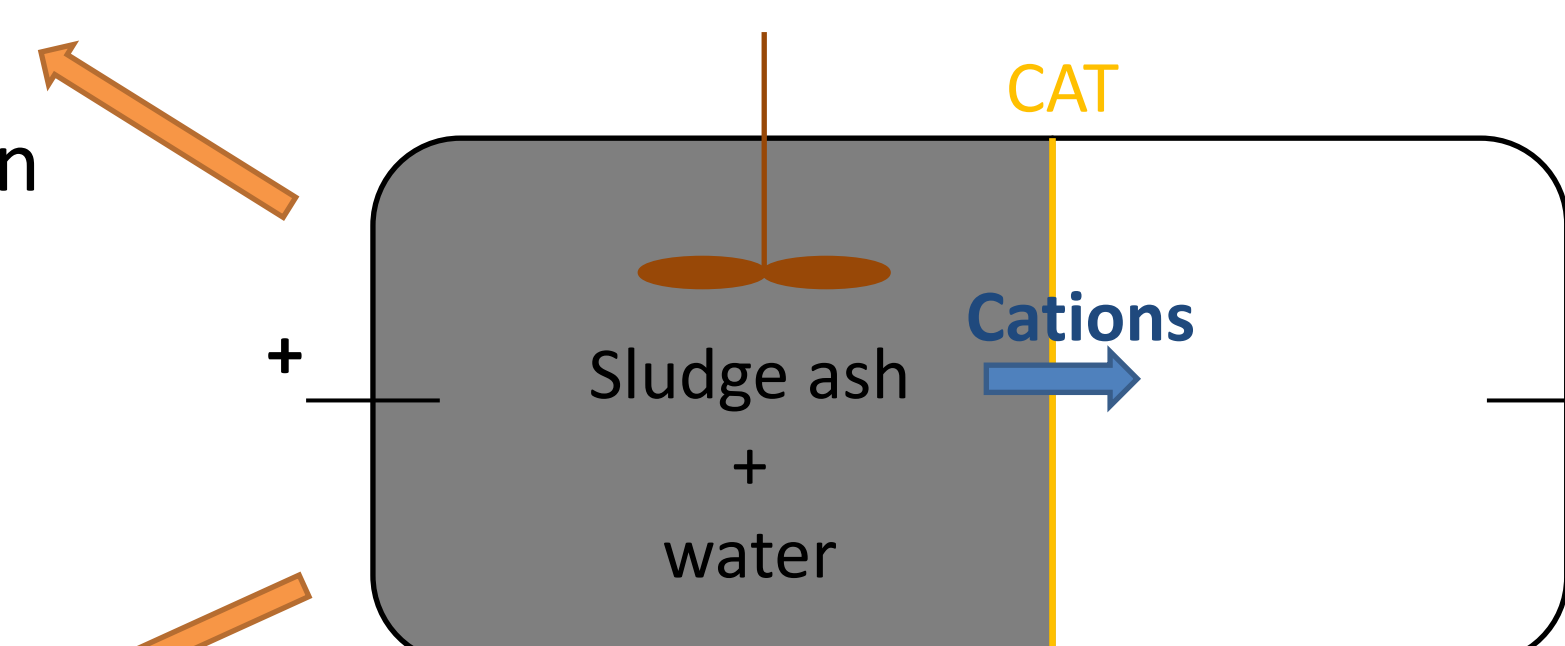 CAT
n
Cations
+
Sludge ash
+
water